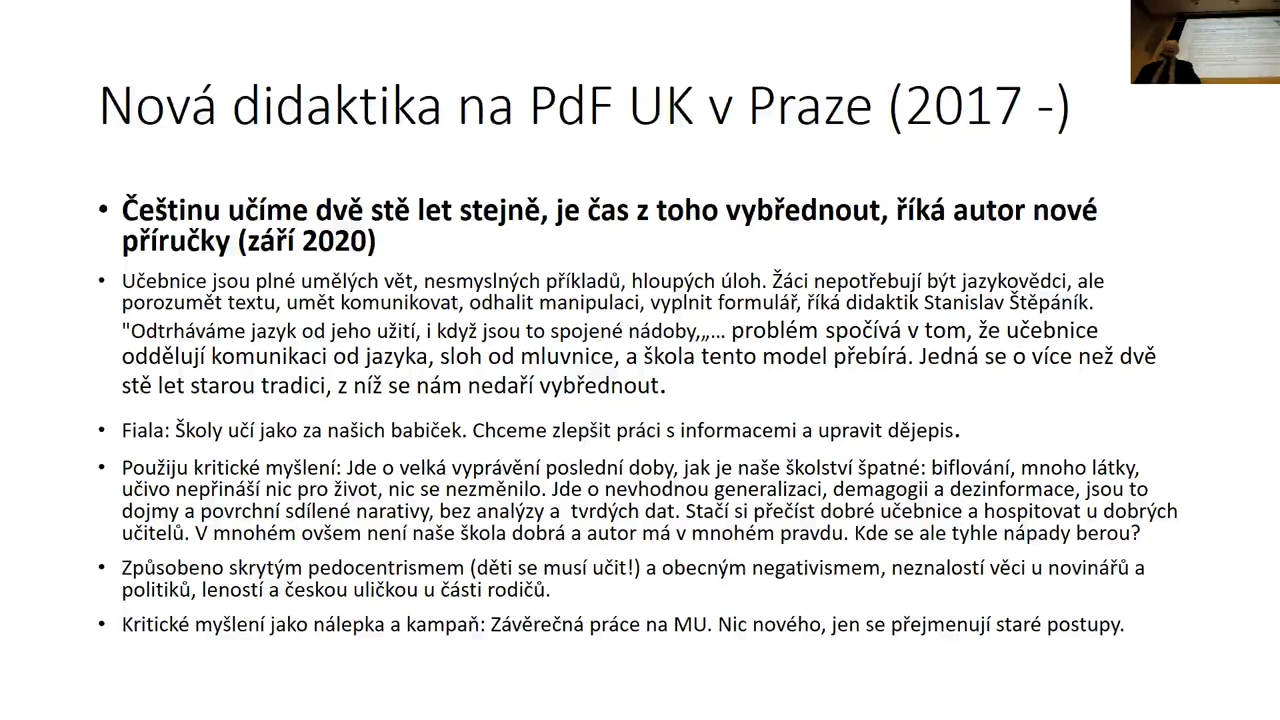 Nová didaktika na PdF UK v Praze (2017 -)
• Češtinu učíme dvě stě let stejně, je čas z toho vybřednout, říká autor nové
příručky (září 2020)
• Učebnice jsou plné umělých vět, nesmyslných příkladů, hloupých úloh. Žáci nepotřebují být jazykovědci, ale
porozumět textu, umět komunikovat, odhalit manipulaci, vyplnit formulář, říká didaktik Stanislav Štěpáník.
"Odtrháváme jazyk od jeho užití, i když jsou to spojené nádoby,„… problém spočívá v tom, že učebnice
oddělují komunikaci od jazyka, sloh od mluvnice, a škola tento model přebírá. Jedná se o více než dvě
stě let starou tradici, z níž se nám nedaří vybřednout.
• Fiala: Školy učí jako za našich babiček. Chceme zlepšit práci s informacemi a upravit dějepis.
• Použiju kritické myšlení: Jde o velká vyprávění poslední doby, jak je naše školství špatné: biflování, mnoho látky,
učivo nepřináší nic pro život, nic se nezměnilo. Jde o nevhodnou generalizaci, demagogii a dezinformace, jsou to
dojmy a povrchní sdílené narativy, bez analýzy a  tvrdých dat. Stačí si přečíst dobré učebnice a hospitovat u dobrých
učitelů. V mnohém ovšem není naše škola dobrá a autor má v mnohém pravdu. Kde se ale tyhle nápady berou?
• Způsobeno skrytým pedocentrismem (děti se musí učit!) a obecným negativismem, neznalostí věci u novinářů a
politiků, leností a českou uličkou u části rodičů.
• Kritické myšlení jako nálepka a kampaň: Závěrečná práce na MU. Nic nového, jen se přejmenují staré postupy.